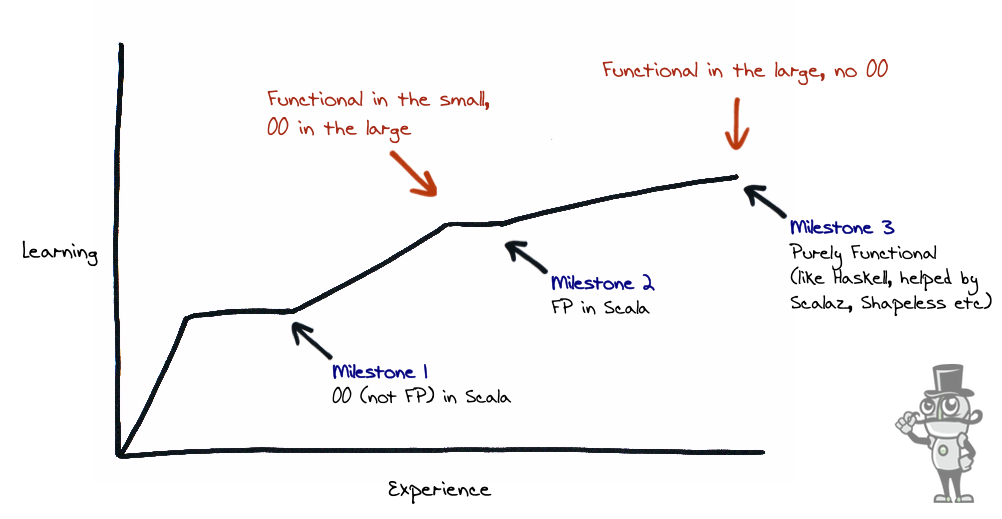 Functional in the large, no OO
Functional in the small,
OO in the large
Learning
Milestone 3
Purely Functional
(like Haskell, helped by
Scalaz, Shapeless etc)
Milestone 2
FP in Scala
Milestone 1
OO (not FP) in Scala
Experience